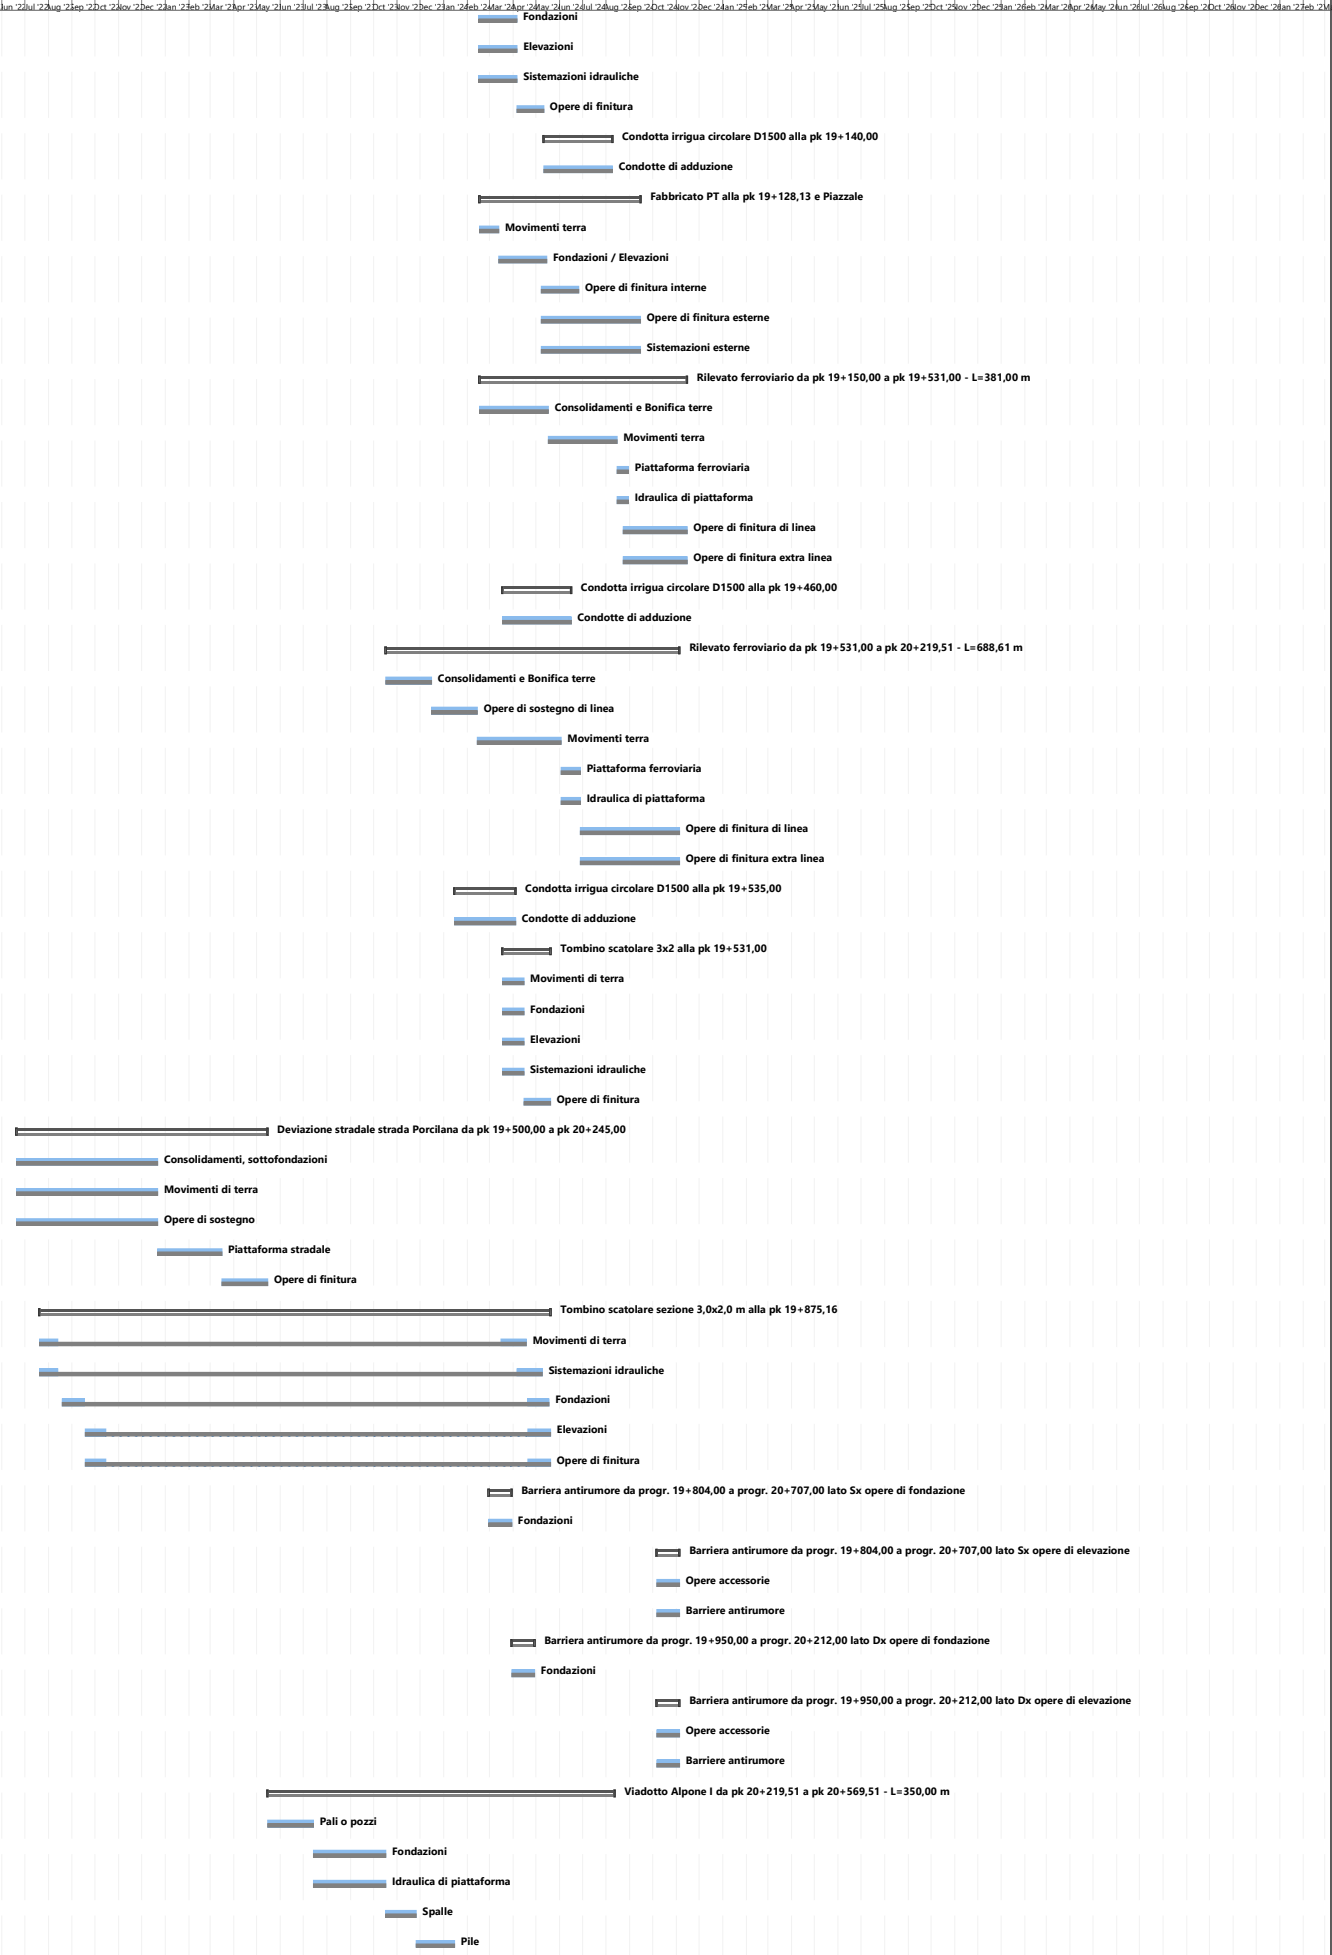 Fondazioni
Elevazioni
Sistemazioni idrauliche
Opere di finitura
Condotta irrigua circolare D1500 alla pk 19+140,00
Condotte di adduzione
Fabbricato PT alla pk 19+128,13 e Piazzale
Movimenti terra
Fondazioni / Elevazioni
Opere di finitura interne
Opere di finitura esterne
Sistemazioni esterne
Rilevato ferroviario da pk 19+150,00 a pk 19+531,00 - L=381,00 m
Consolidamenti e Bonifica terre
Movimenti terra
Piattaforma ferroviaria
Idraulica di piattaforma
Opere di finitura di linea
Opere di finitura extra linea
Condotta irrigua circolare D1500 alla pk 19+460,00
Condotte di adduzione
Rilevato ferroviario da pk 19+531,00 a pk 20+219,51 - L=688,61 m
Consolidamenti e Bonifica terre
Opere di sostegno di linea
Movimenti terra
Piattaforma ferroviaria
Idraulica di piattaforma
Opere di finitura di linea
Opere di finitura extra linea
Condotta irrigua circolare D1500 alla pk 19+535,00
Condotte di adduzione
Tombino scatolare 3x2 alla pk 19+531,00
Movimenti di terra
Fondazioni
Elevazioni
Sistemazioni idrauliche
Opere di finitura
Deviazione stradale strada Porcilana da pk 19+500,00 a pk 20+245,00
Consolidamenti, sottofondazioni
Movimenti di terra
Opere di sostegno
Piattaforma stradale
Opere di finitura
Tombino scatolare sezione 3,0x2,0 m alla pk 19+875,16
Movimenti di terra
Sistemazioni idrauliche
Fondazioni
Elevazioni
Opere di finitura
Barriera antirumore da progr. 19+804,00 a progr. 20+707,00 lato Sx opere di fondazione
Fondazioni
Barriera antirumore da progr. 19+804,00 a progr. 20+707,00 lato Sx opere di elevazione
Opere accessorie
Barriere antirumore
Barriera antirumore da progr. 19+950,00 a progr. 20+212,00 lato Dx opere di fondazione
Fondazioni
Barriera antirumore da progr. 19+950,00 a progr. 20+212,00 lato Dx opere di elevazione
Opere accessorie
Barriere antirumore
Viadotto Alpone I da pk 20+219,51 a pk 20+569,51 - L=350,00 m
Pali o pozzi
Fondazioni
Idraulica di piattaforma
Spalle
Pile